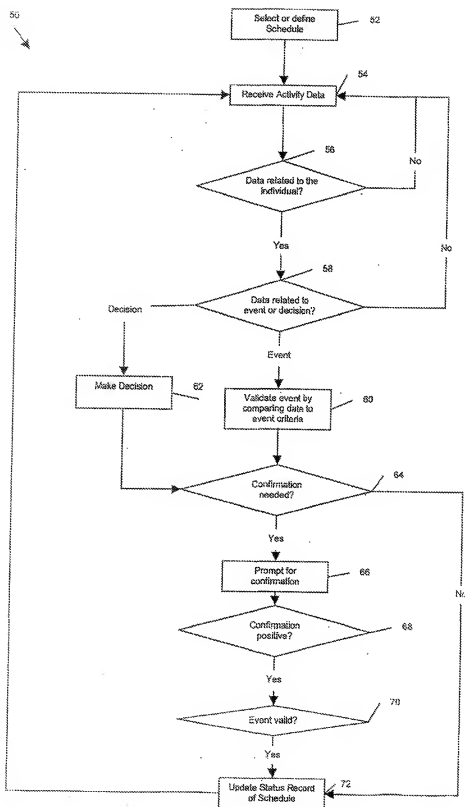 50
Select or define
Schedule
52
54
Receive Activity Data
56
No
Data related to the
individual?
Yes
58
No
Decision
Data related to
event or decision?
Event
Make Decision
62
Validate event by
comparing data to
event criteria
60
64
Confirmation
needed?
Yes
No
Prompt for
confirmation
66
Confirmation
positive?
68
Yes
70
Event valid?
Yes
Update Status Record
of Schedule
72